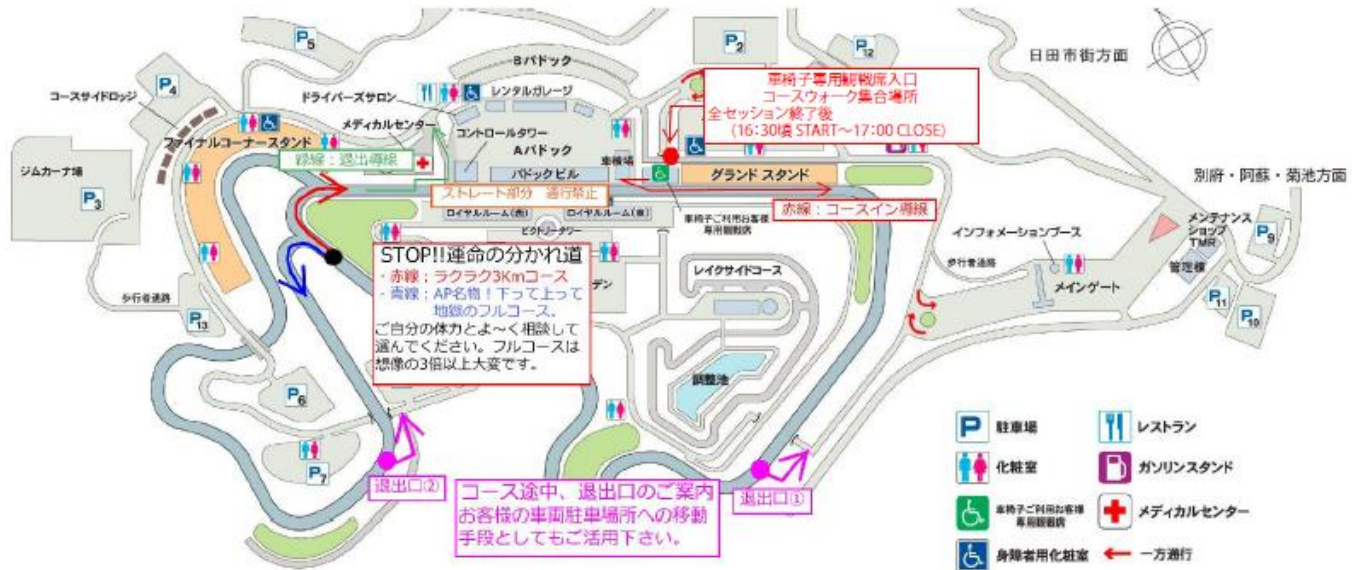 P5
P2
P12
日田市街方面
Bパドック
P4
コースサイドロッジ
ドライバーズサロン
レンタルガレージ
車椅子専用観戦席入口
コースウォーク集合場所
全セッション終了後
(16:30頃 START～17:00 CLOSE)
メディカルセンター
コントロールタワー
ファイナルコーナースタンド
緑線：退出導線
Aパドック
車検場
ジムカーナ場
パドックビル
グランド スタンド
別府・阿蘇・菊池方面
P3
ストレート部分 通行禁止
赤線：コースイン導線
ロイヤルルーム(西)
ロイヤルルーム(東)
車椅子ご利用お客様
専用観戦席
ビクトリータワー
メンテナンス
ショップ
TMR
P9
インフォメーションブース
STOP!!運命の分かれ道
・赤線：ラクラク3Kmコース
・青線：AP名物！下って上って
地獄のフルコース、
ご自分の体力とよ～く相談して
選んでください。フルコースは
想像の3倍以上大変です。
デン
レイクサイドコース
歩行者通路
メインゲート
管理棟
歩行者通路
P13
P11
P10
調整池
P6
P7
P
駐車場
レストラン
化粧室
ガソリンスタンド
退出口②
コース途中、退出口のご案内
お客様の車両駐車場所への移動
手段としてもご活用下さい。
退出口①
車椅子ご利用お客様
専用観戦席
メディカルセンター
身障者用化粧室
一方通行